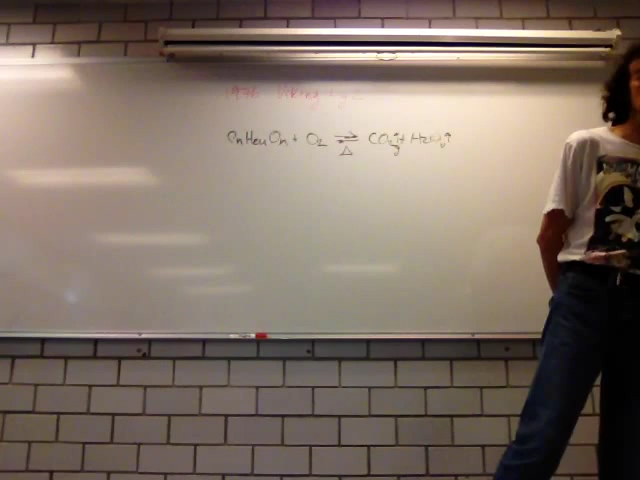 1976 Viking
CnH2nOn + O2 ⇌ CO2↑ + H2O↑
Δ g v